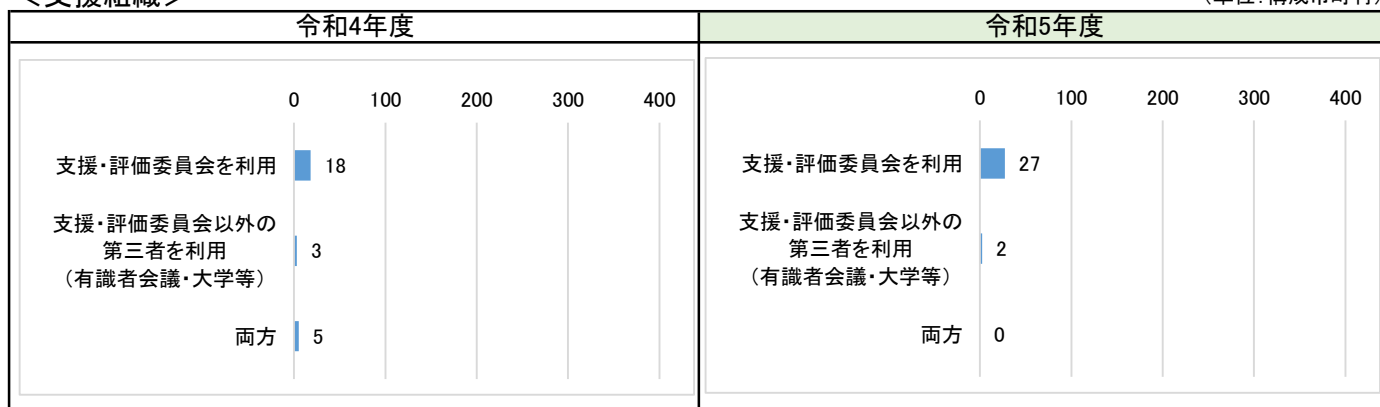 <支援組織>
(単位：構成市町村)
令和4年度
令和5年度
0 100 200 300 400
支援・評価委員会を利用 18
支援・評価委員会以外の
第三者を利用 3
(有識者会議・大学等)
両方 5
0 100 200 300 400
支援・評価委員会を利用 27
支援・評価委員会以外の
第三者を利用 2
(有識者会議・大学等)
両方 0